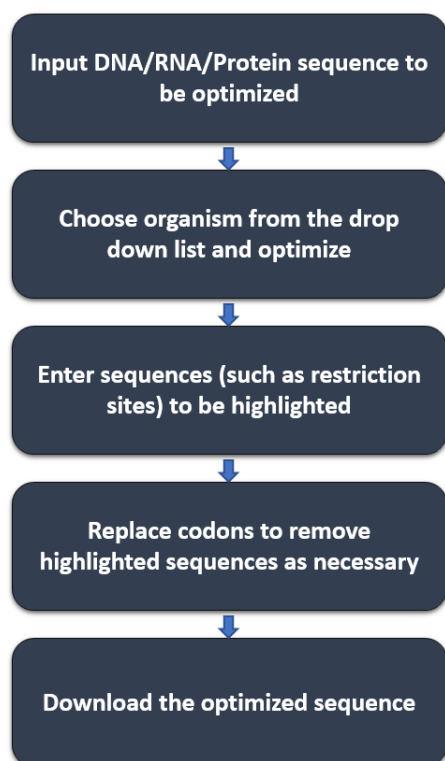 Input DNA/RNA/Protein sequence to
be optimized
Choose organism from the drop
down list and optimize
Enter sequences (such as restriction
sites) to be highlighted
Replace codons to remove
highlighted sequences as necessary
Download the optimized sequence